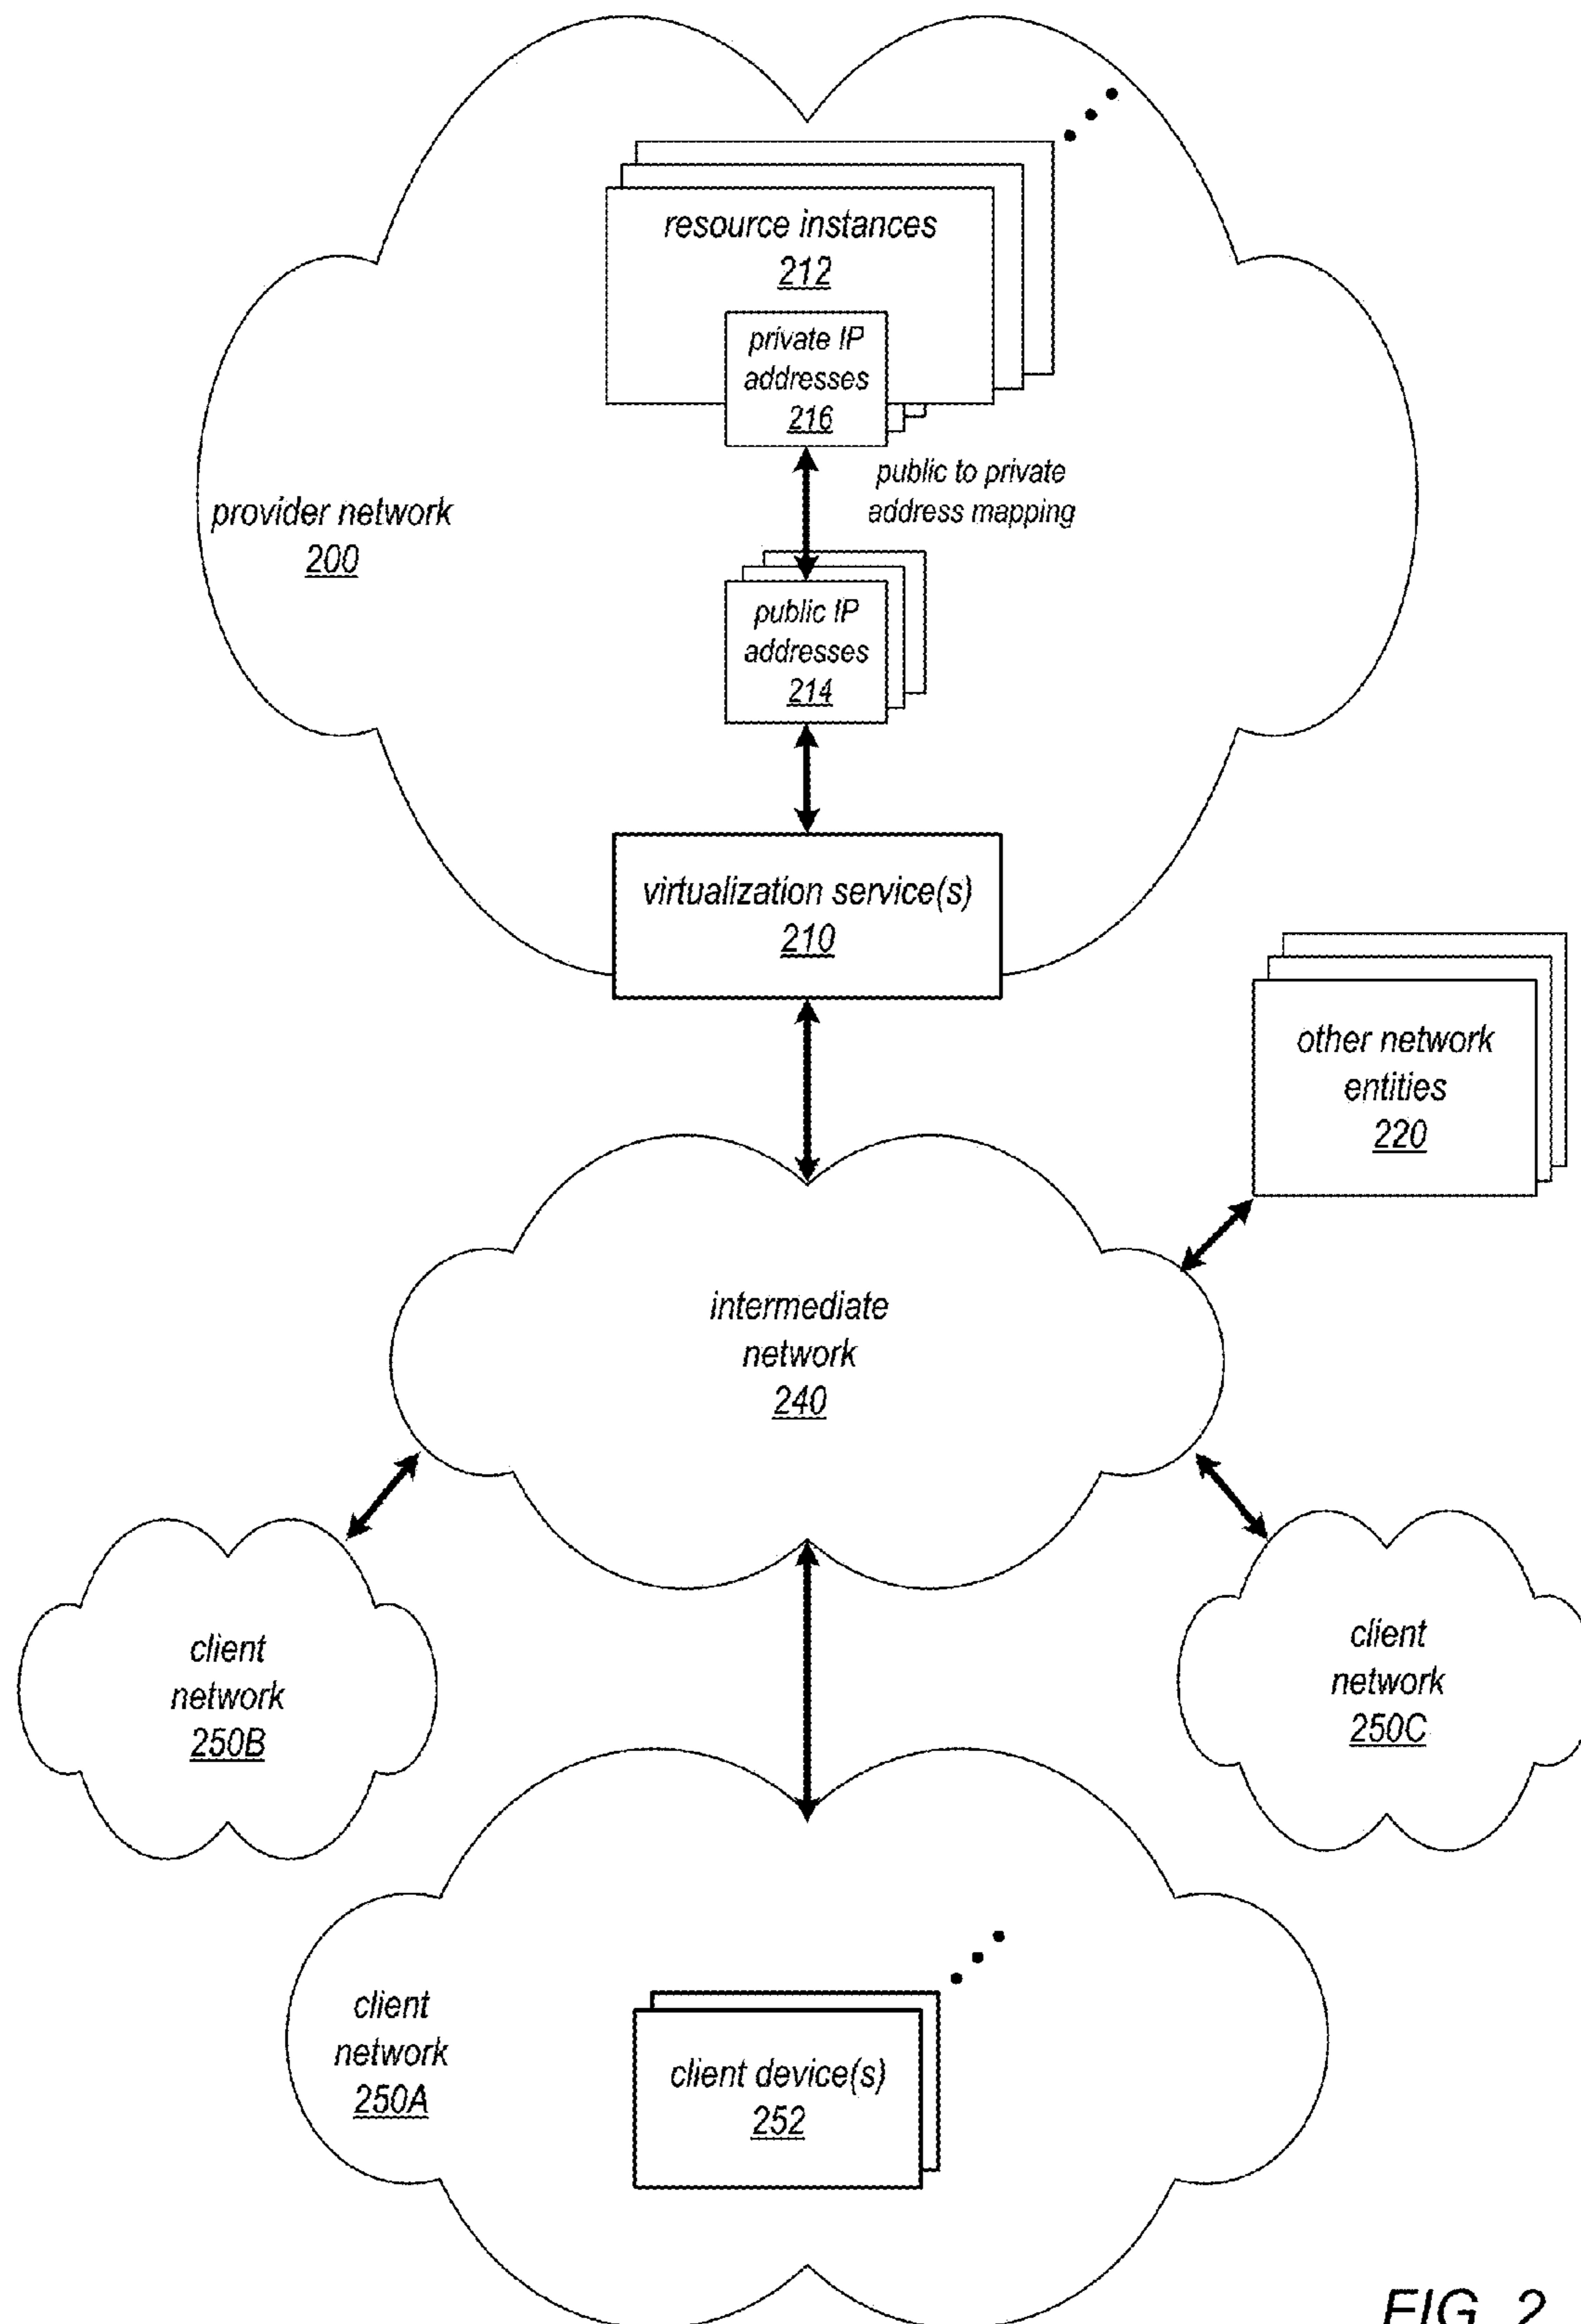 resource instances
212
private IP
addresses
216
public to private
address mapping
provider network
200
public IP
addresses
214
virtualization service(s)
210
other network
entities
220
intermediate
network
240
client
network
250B
client
network
250C
client
network
250A
client device(s)
252
FIG. 2